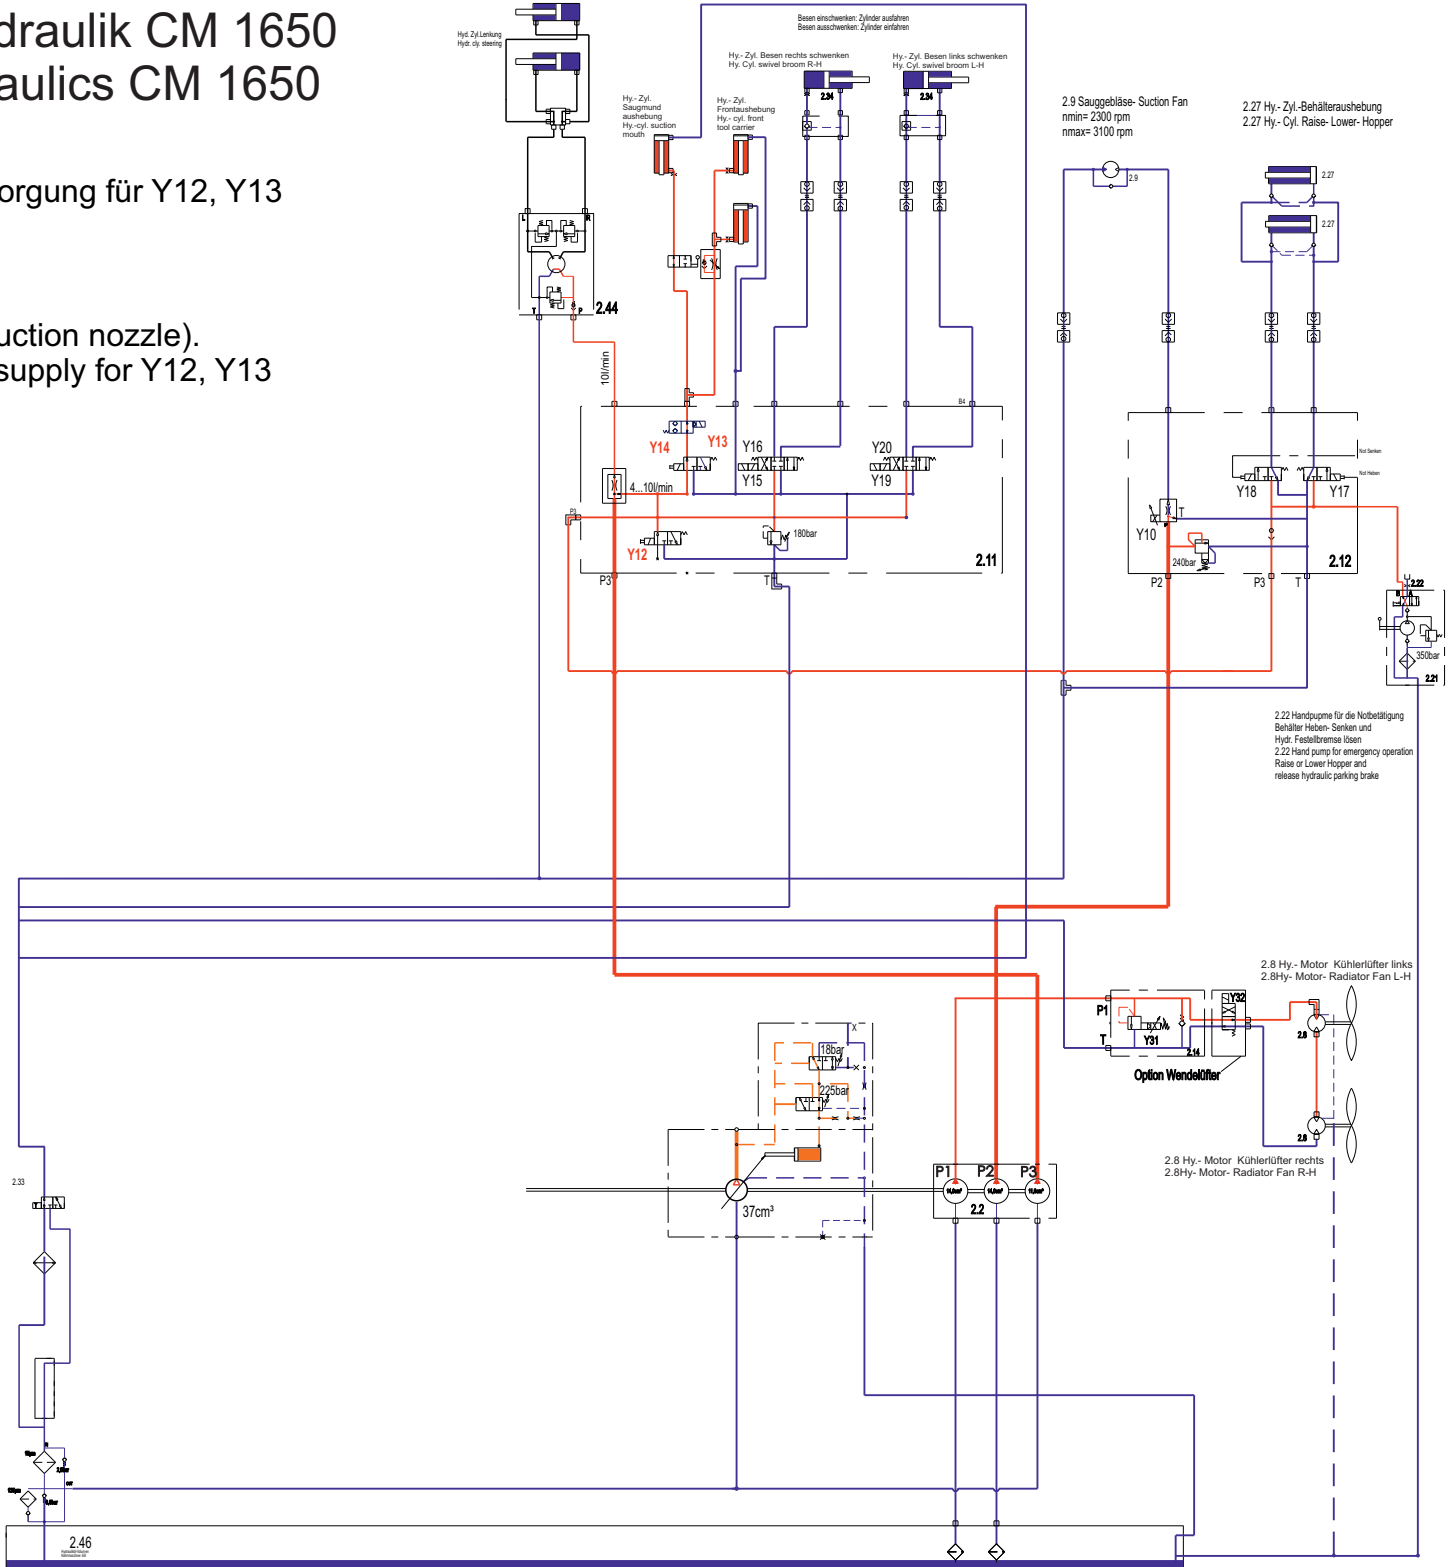 draulik CM 1650
aulics CM 1650
orgung für Y12, Y13
uction nozzle).
supply for Y12, Y13
Hyd. Zyl.Lenkung
Hydr. cly. steering
Besen einschwenken: Zylinder ausfahren
Besen ausschwenken: Zylinder einfahren
Hy.- Zyl. Besen rechts schwenken
Hy. Cyl. swivel broom R-H
Hy.- Zyl. Besen links schwenken
Hy. Cyl. swivel broom L-H
2.34
2.34
Hy.- Zyl.
Saugmund
aushebung
Hy.-cyl. suction
mouth
Hy.- Zyl.
Frontaushebung
Hy.- cyl. front
tool carrier
2.9 Sauggebläse- Suction Fan
nmin= 2300 rpm
nmax= 3100 rpm
2.27 Hy.- Zyl.-Behälteraushebung
2.27 Hy.- Cyl. Raise- Lower- Hopper
2.9
2.27
2.27
L
R
T
P
2.44
10l/min
B4
Y14
Y13
Y16
Y15
Y20
Y19
4...10l/min
P3
Y12
180bar
2.11
P3
T
Not Senken
Not Heben
Y18
Y17
Y10
T
240bar
2.12
P2
P3
T
2.22
350bar
2.21
2.22 Handpupme für die Notbetätigung
Behälter Heben- Senken und
Hydr. Festellbremse lösen
2.22 Hand pump for emergency operation
Raise or Lower Hopper and
release hydraulic parking brake
2.8 Hy.- Motor Kühlerlüfter links
2.8Hy- Motor- Radiator Fan L-H
P1
T
Y31
2.14
Y32
2.8
Option Wendelüfter
2.8
2.8 Hy.- Motor Kühlerlüfter rechts
2.8Hy- Motor- Radiator Fan R-H
X
18bar
225bar
37cm³
P1
P2
P3
2.2
2.33
2.46